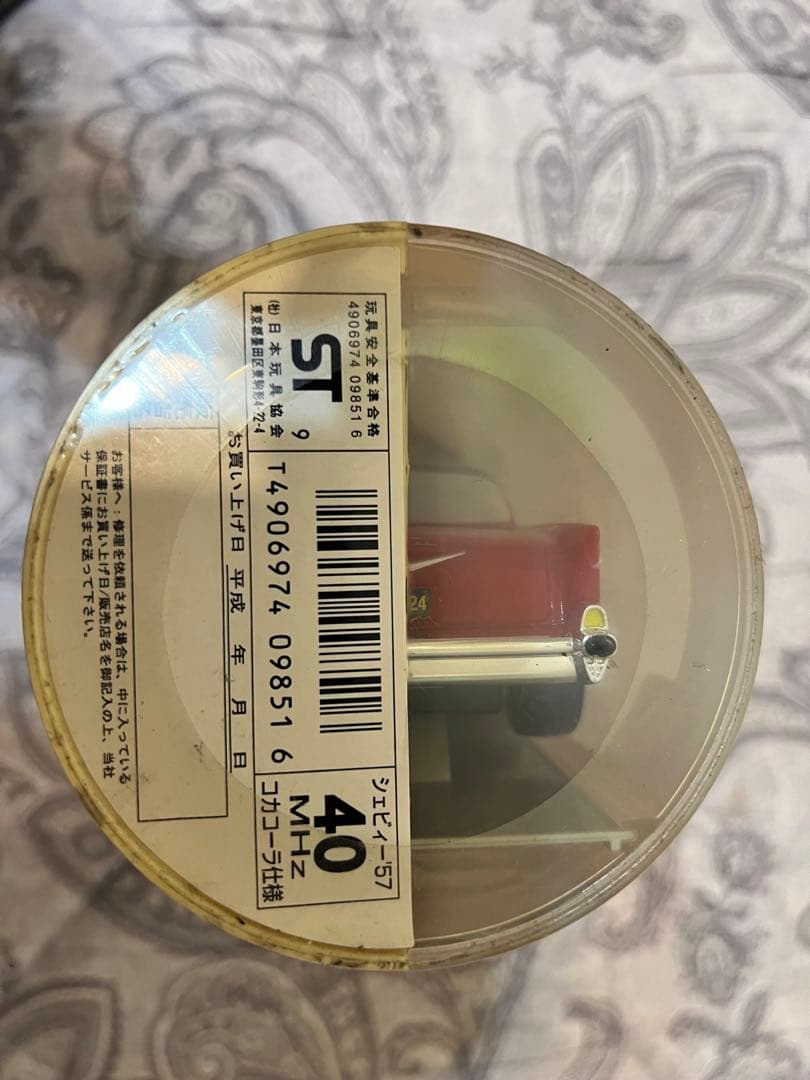 玩具安全基準合格
4906974 09851 6
ST
9
(社)日本玩具協会
東京都墨田区東駒形4-22-4
T4906974 09851 6
シェビィー'57
40
MHz
コカコーラ仕様
お買い上げ日 平成 年 月 日
お客様へ:修理を依頼される場合は、中に入っている
保証書にお買い上げ日/販売店名を御記入の上、当社
サービス係まで送って下さい。
24